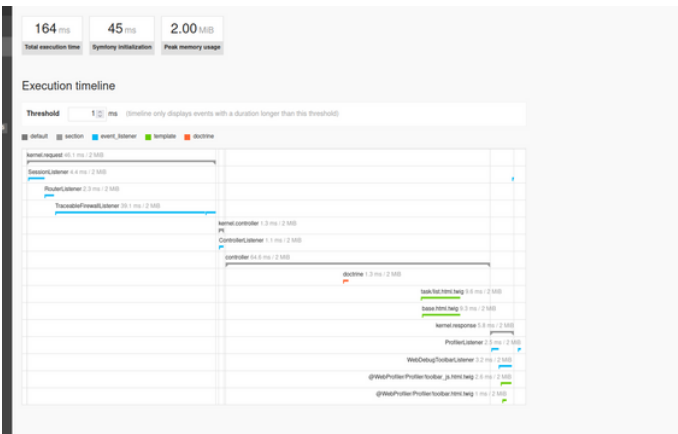 164 ms
Total execution time
45 ms
Symfony initialization
2.00 MiB
Peak memory usage
Execution timeline
Threshold 1 ms (timeline only displays events with a duration longer than this threshold)
default section event_listener template doctrine
kernel.request 46.1 ms / 2 MiB
SessionListener 4.4 ms / 2 MiB
RouterListener 2.3 ms / 2 MiB
TraceableFirewallListener 39.1 ms / 2 MiB
kernel.controller 1.3 ms / 2 MiB
ControllerListener 1.1 ms / 2 MiB
controller 64.6 ms / 2 MiB
doctrine 1.3 ms / 2 MiB
task/list.html.twig 9.6 ms / 2 MiB
base.html.twig 9.3 ms / 2 MiB
kernel.response 5.8 ms / 2 MiB
ProfilerListener ms / 2 MiB
WebDebugToolbarListener 3.2 ms / 2 MiB
@WebProfiler/Profiler/toolbar_js.html.twig 2.6 ms / 2 MiB
@WebProfiler/Profiler/toolbar.html.twig 1 ms / 2 MiB